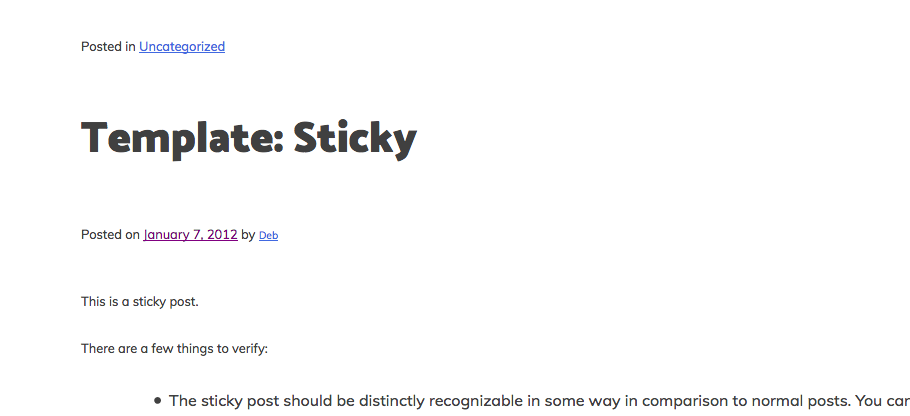 Posted in Uncategorized
Template: Sticky
Posted on January 7, 2012 by Deb
This is a sticky post.
There are a few things to verify:
• The sticky post should be distinctly recognizable in some way in comparison to normal posts. You can